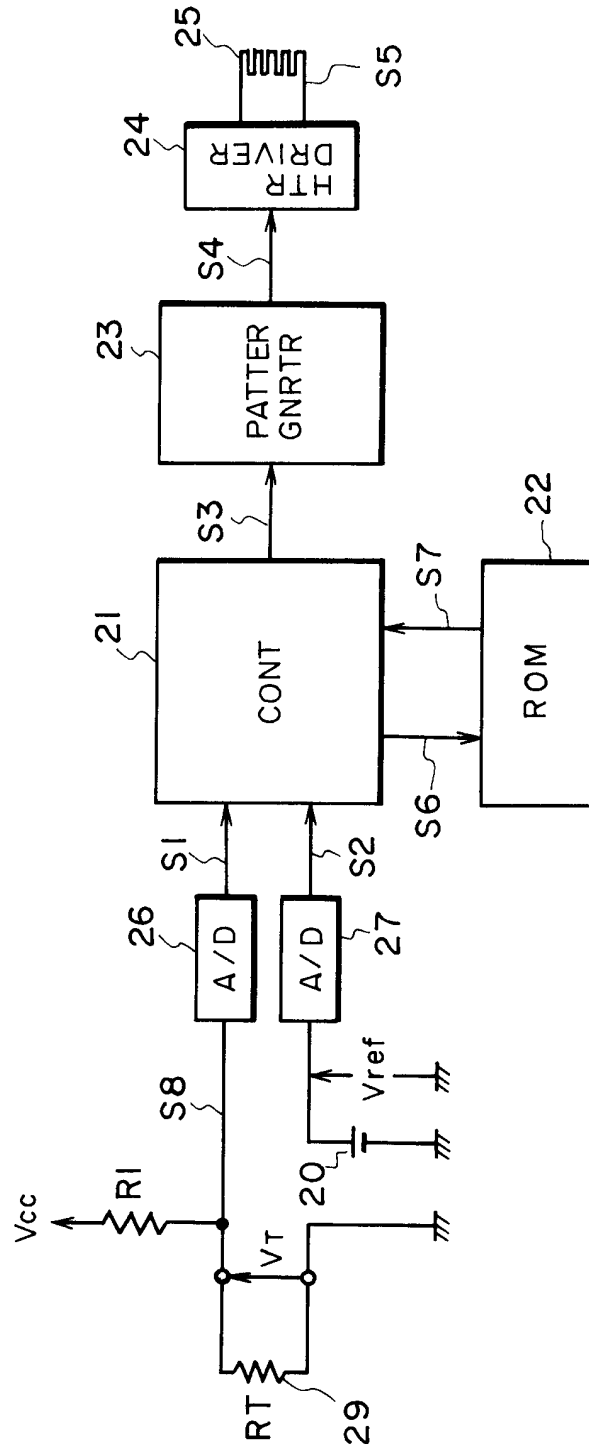 Vcc
R1
S8
26
A/D
S1
21
CONT
S3
23
PATTER
GNRTR
S4
24
HTR
DRIVER
25
S5
RT
29
VT
20
Vref
A/D
27
S2
S6
S7
22
ROM